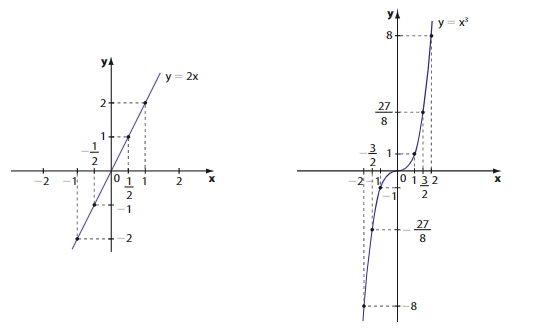 y
y = 2x
2
1
-1/2
-2 -1 0 1/2 1 2 x
-1
-2
y
y = x³
8
27/8
-3/2
1
-2 -1 0 1 3/2 2 x
-1
-27/8
-8